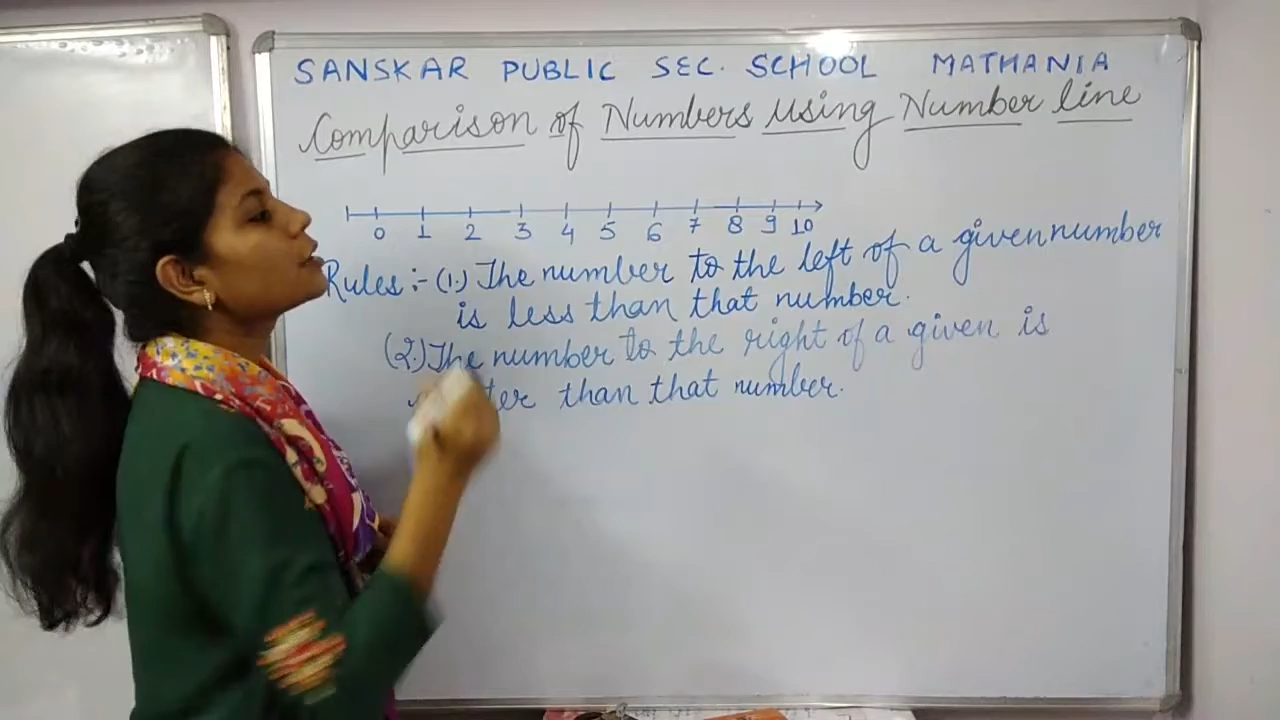 SANSKAR PUBLIC SEC. SCHOOL MATHANIA
Comparison of Numbers using Number line
0 1 2 3 4 5 6 7 8 9 10
Rules :- (1.) The number to the left of a given number
is less than that number.
(2.) The number to the right of a given is
than that number.